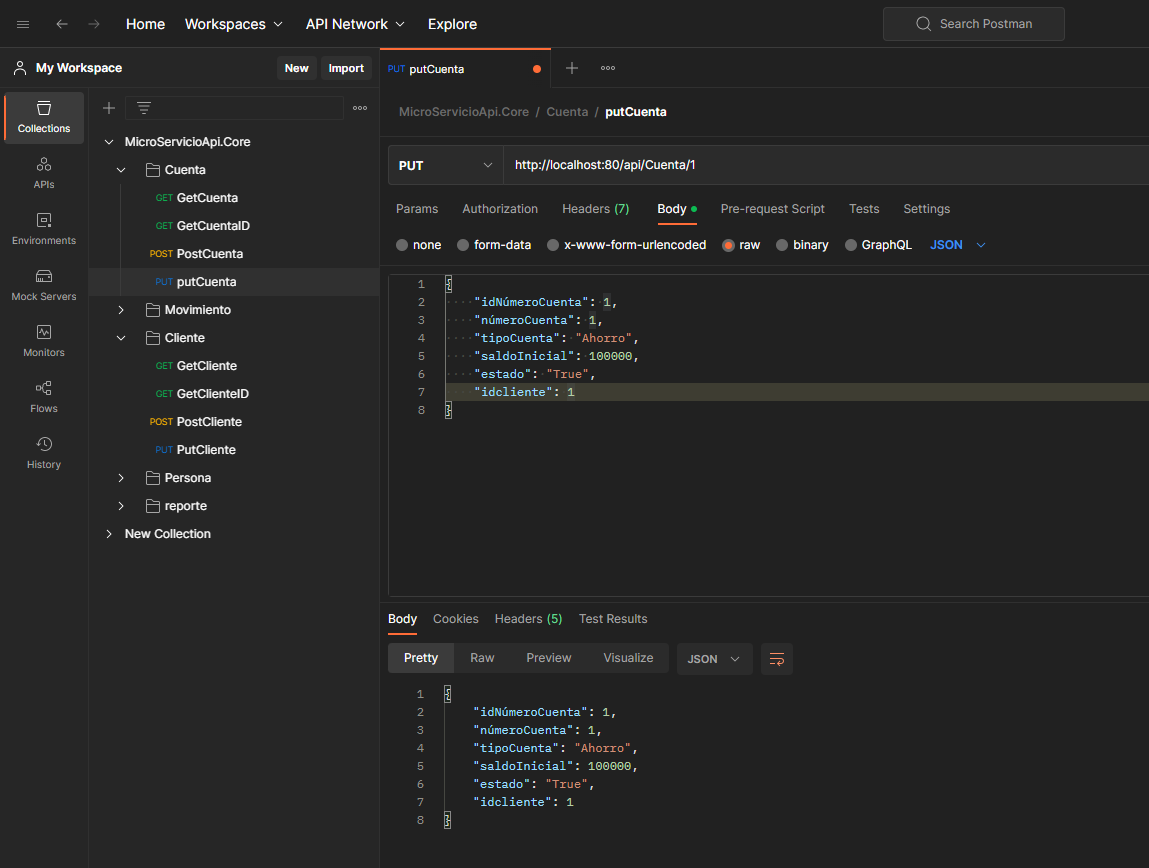 Home Workspaces API Network Explore Search Postman
My Workspace New Import PUT putCuenta
Collections
APIs
Environments
Mock Servers
Monitors
Flows
History
MicroServicioApi.Core
Cuenta
GET GetCuenta
GET GetCuentaID
POST PostCuenta
PUT putCuenta
Movimiento
Cliente
GET GetCliente
GET GetClienteID
POST PostCliente
PUT PutCliente
Persona
reporte
New Collection
MicroServicioApi.Core / Cuenta / putCuenta
PUT http://localhost:80/api/Cuenta/1
Params Authorization Headers (7) Body Pre-request Script Tests Settings
none form-data x-www-form-urlencoded raw binary GraphQL JSON
1 {
2 "idNúmeroCuenta": 1,
3 "númeroCuenta": 1,
4 "tipoCuenta": "Ahorro",
5 "saldoInicial": 100000,
6 "estado": "True",
7 "idcliente": 1
8 }
Body Cookies Headers (5) Test Results
Pretty Raw Preview Visualize JSON
1 {
2 "idNúmeroCuenta": 1,
3 "númeroCuenta": 1,
4 "tipoCuenta": "Ahorro",
5 "saldoInicial": 100000,
6 "estado": "True",
7 "idcliente": 1
8 }